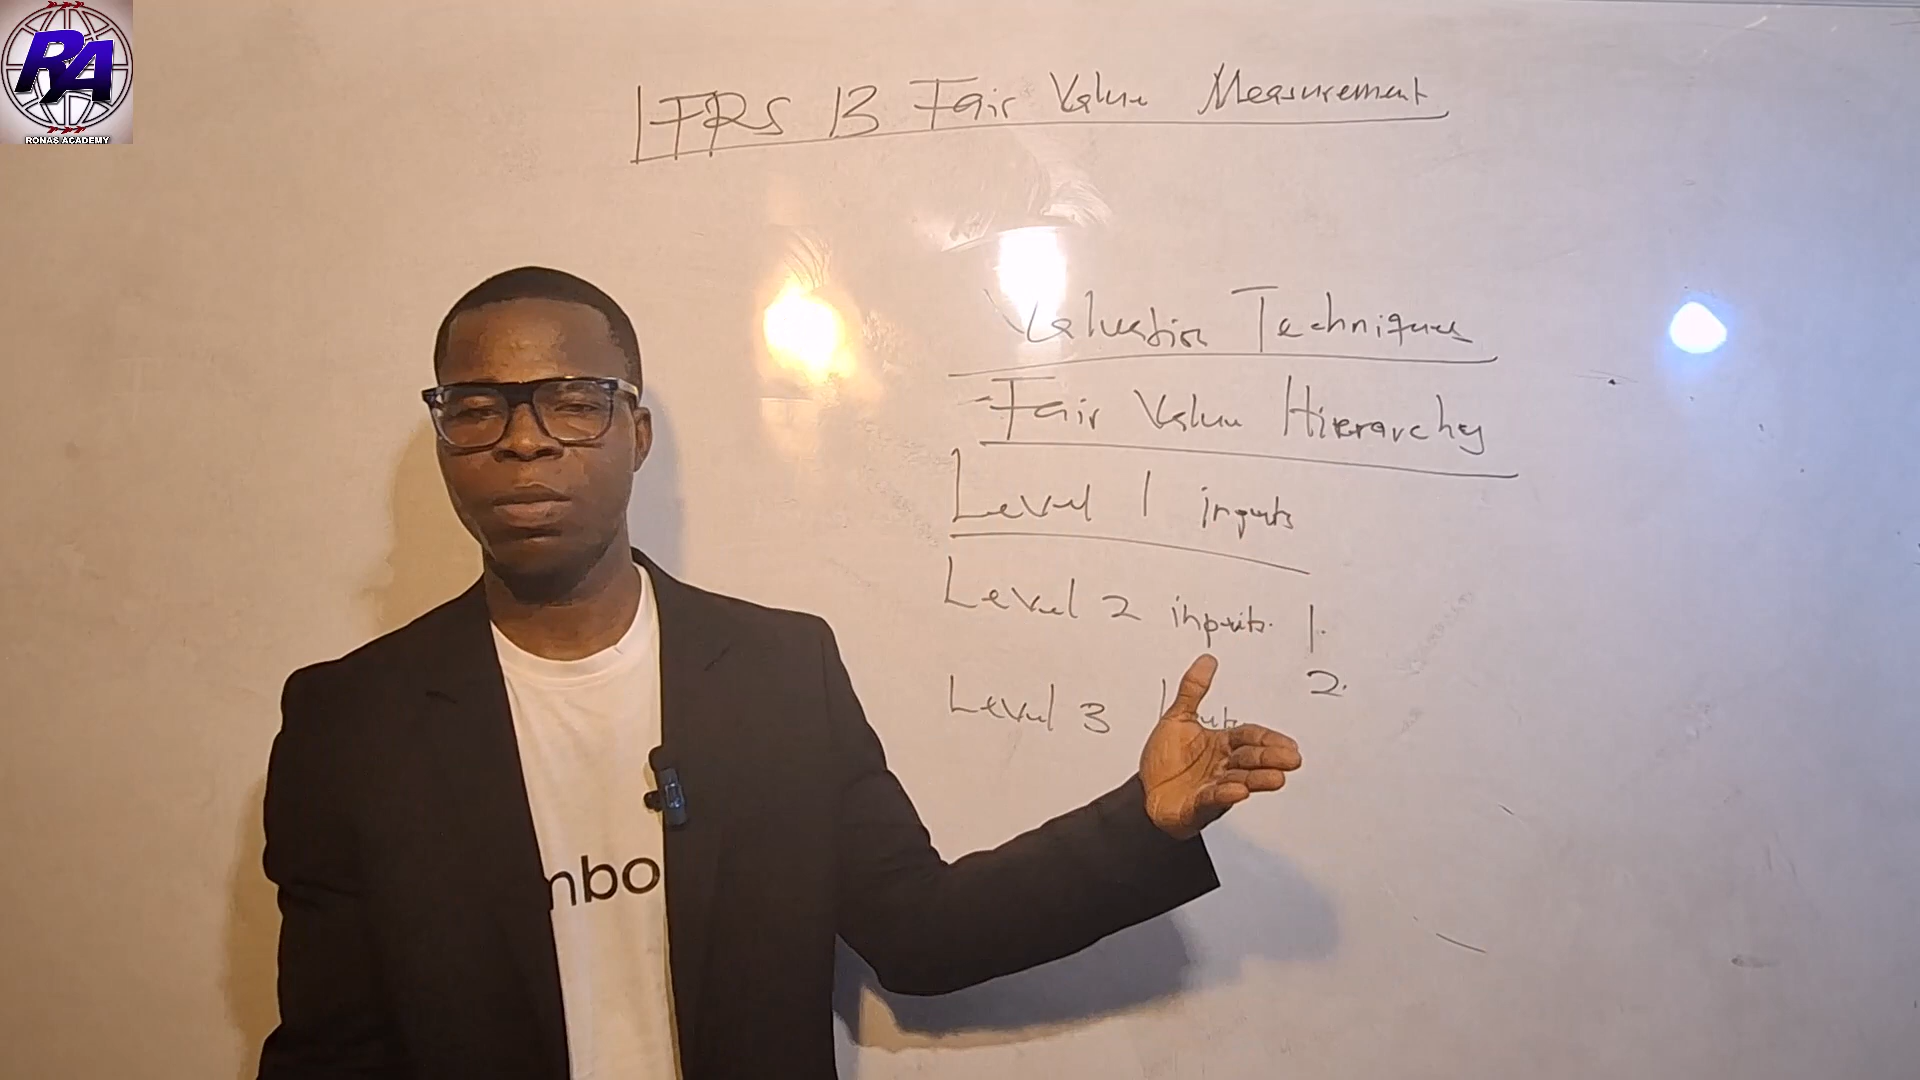 RA
RONAS ACADEMY
IFRS 13 Fair Value Measurement
Valuation Techniques
Fair Value Hierarchy
Level 1 inputs
Level 2 inputs. 1.
2.
Level 3
mbo